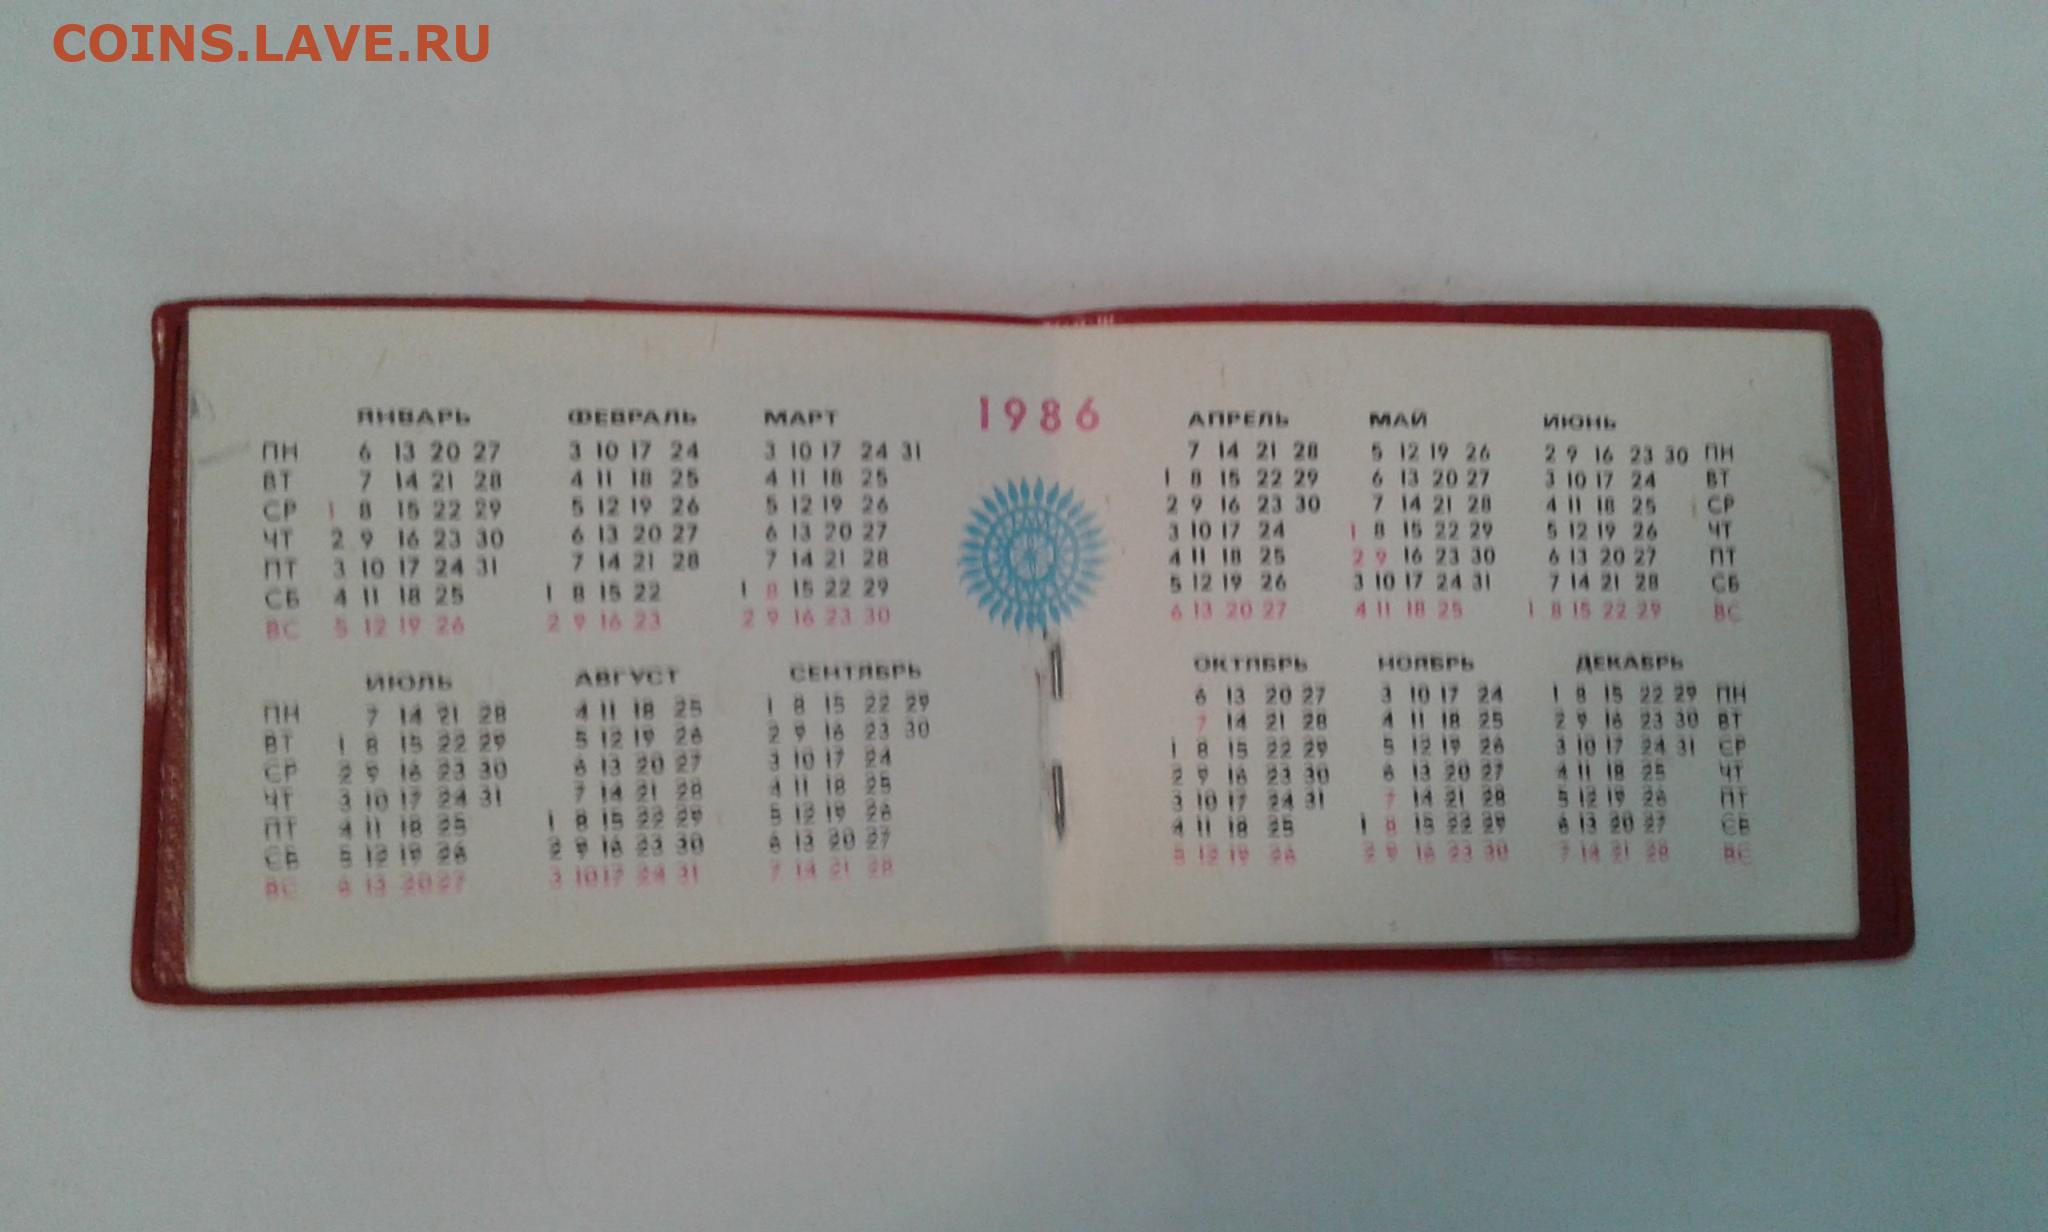 COINS.LAVE.RU
1986
ЯНВАРЬ ФЕВРАЛЬ МАРТ
ПН 6 13 20 27 3 10 17 24 3 10 17 24 31
ВТ 7 14 21 28 4 11 18 25 4 11 18 25
СР 1 8 15 22 29 5 12 19 26 5 12 19 26
ЧТ 2 9 16 23 30 6 13 20 27 6 13 20 27
ПТ 3 10 17 24 31 7 14 21 28 7 14 21 28
СБ 4 11 18 25 1 8 15 22 1 8 15 22 29
ВС 5 12 19 26 2 9 16 23 2 9 16 23 30
ИЮЛЬ АВГУСТ СЕНТЯБРЬ
ПН 7 14 21 28 4 11 18 25 1 8 15 22 29
ВТ 1 8 15 22 29 5 12 19 26 2 9 16 23 30
СР 2 9 16 23 30 6 13 20 27 3 10 17 24
ЧТ 3 10 17 24 31 7 14 21 28 4 11 18 25
ПТ 4 11 18 25 1 8 15 22 29 5 12 19 26
СБ 5 12 19 26 2 9 16 23 30 6 13 20 27
ВС 6 13 20 27 3 10 17 24 31 7 14 21 28
АПРЕЛЬ МАЙ ИЮНЬ
7 14 21 28 5 12 19 26 2 9 16 23 30 ПН
1 8 15 22 29 6 13 20 27 3 10 17 24 ВТ
2 9 16 23 30 7 14 21 28 4 11 18 25 СР
3 10 17 24 1 8 15 22 29 5 12 19 26 ЧТ
4 11 18 25 2 9 16 23 30 6 13 20 27 ПТ
5 12 19 26 3 10 17 24 31 7 14 21 28 СБ
6 13 20 27 4 11 18 25 1 8 15 22 29 ВС
ОКТЯБРЬ НОЯБРЬ ДЕКАБРЬ
6 13 20 27 3 10 17 24 1 8 15 22 29 ПН
7 14 21 28 4 11 18 25 2 9 16 23 30 ВТ
1 8 15 22 29 5 12 19 26 3 10 17 24 31 СР
2 9 16 23 30 6 13 20 27 4 11 18 25 ЧТ
3 10 17 24 31 7 14 21 28 5 12 19 26 ПТ
4 11 18 25 1 8 15 22 29 6 13 20 27 СБ
5 12 19 26 2 9 16 23 30 7 14 21 28 ВС